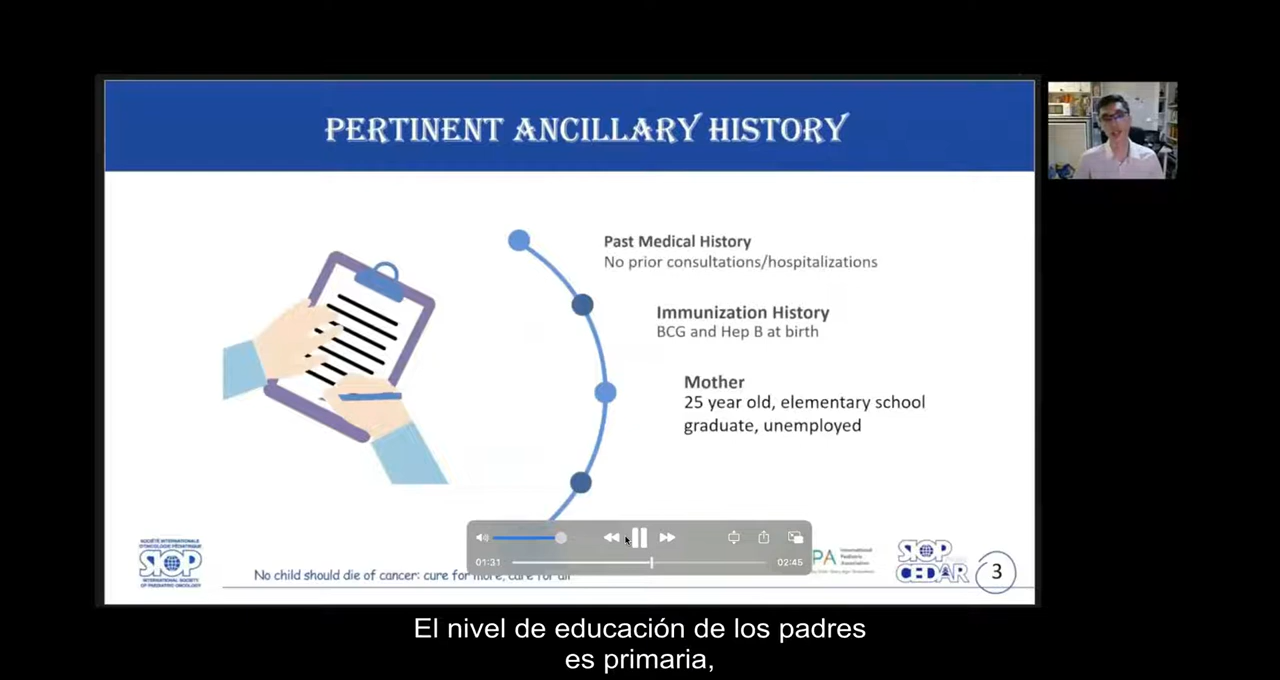 PERTINENT ANCILLARY HISTORY
Past Medical History
No prior consultations/hospitalizations
Immunization History
BCG and Hep B at birth
Mother
25 year old, elementary school
graduate, unemployed
01:31
02:45
SOCIÉTÉ INTERNATIONALE
D'ONCOLOGIE PÉDIATRIQUE
SIOP
INTERNATIONAL SOCIETY
OF PAEDIATRIC ONCOLOGY
No child should die of cancer: cure for more, care for all
PA
International
Pediatric
Association
SIOP
CEDAR
3
El nivel de educación de los padres
es primaria,